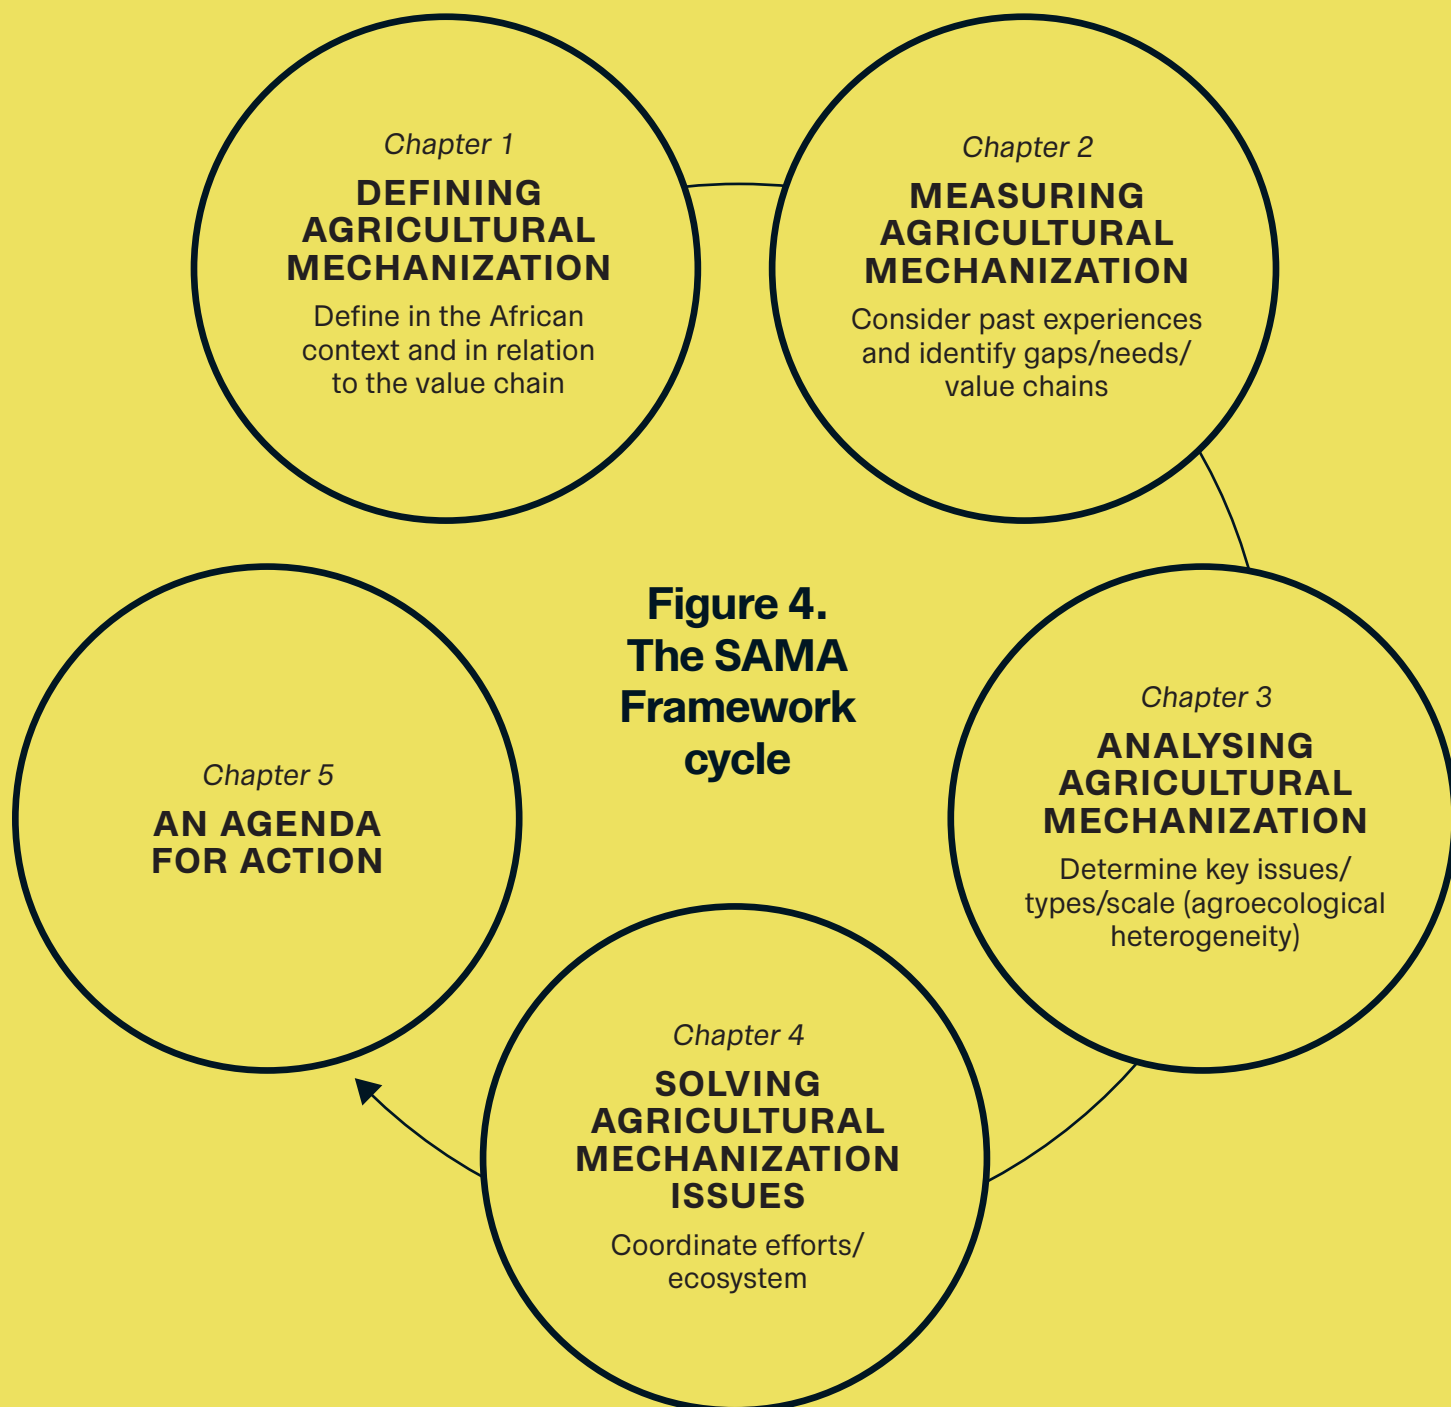 Chapter 1
DEFINING
AGRICULTURAL
MECHANIZATION
Define in the African
context and in relation
to the value chain
Chapter 2
MEASURING
AGRICULTURAL
MECHANIZATION
Consider past experiences
and identify gaps/needs/
value chains
Figure 4.
The SAMA
Framework
cycle
Chapter 3
ANALYSING
AGRICULTURAL
MECHANIZATION
Determine key issues/
types/scale (agroecological
heterogeneity)
Chapter 4
SOLVING
AGRICULTURAL
MECHANIZATION
ISSUES
Coordinate efforts/
ecosystem
Chapter 5
AN AGENDA
FOR ACTION